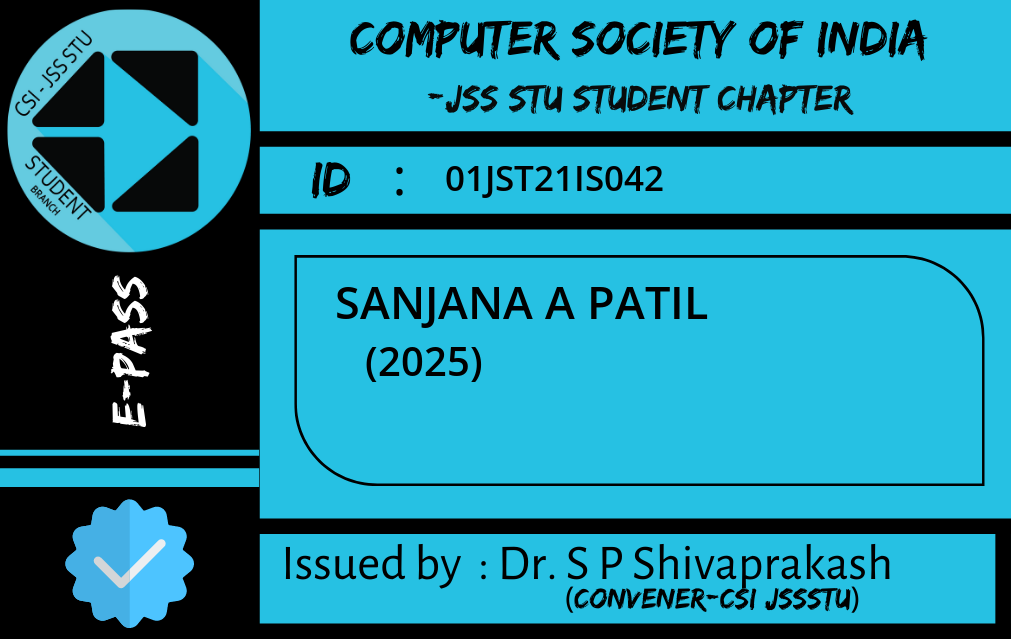 CSI - JSS STU
STUDENT
BRANCH
E-PASS
COMPUTER SOCIETY OF INDIA
-JSS STU STUDENT CHAPTER
ID : 01JST21IS042
SANJANA A PATIL
(2025)
Issued by : Dr. S P Shivaprakash
(CONVENER-CSI JSSSTU)